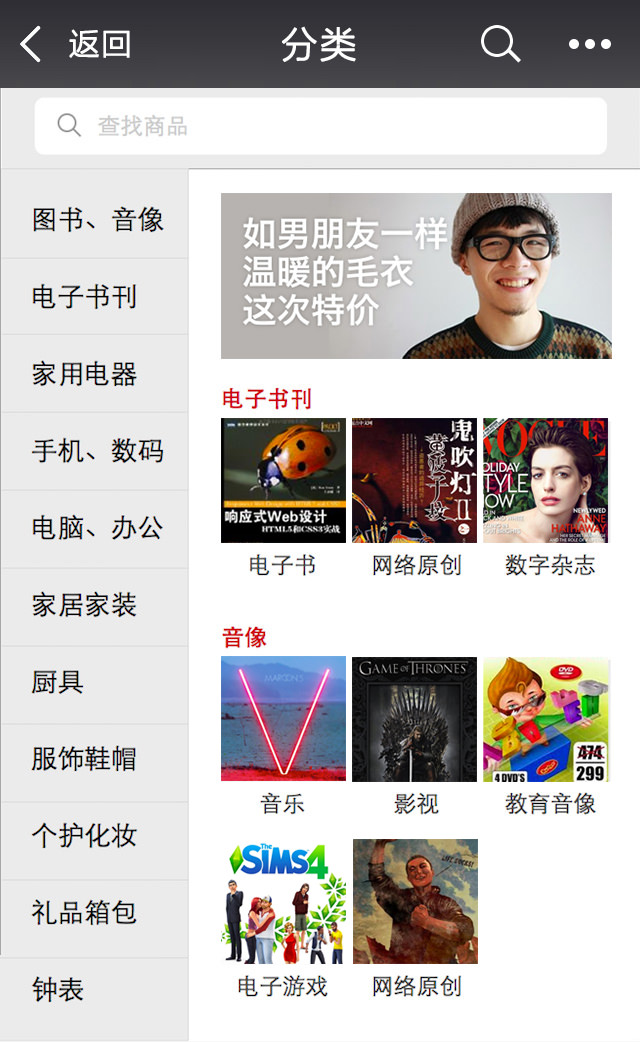 返回
分类
查找商品
图书、音像
电子书刊
家用电器
手机、数码
电脑、办公
家居家装
厨具
服饰鞋帽
个护化妆
礼品箱包
钟表
如男朋友一样
温暖的毛衣
这次特价
电子书刊
响应式Web设计
HTML5和CSS3实战
电子书
鬼吹灯II
黄皮子坟
网络原创
VOGUE
HOLIDAY
STYLE
NOW
NEWLYWED
ANNE
HATHAWAY
数字杂志
音像
MAROON 5
音乐
GAME OF THRONES
影视
DVD
474
299
4 DVD'S
教育音像
The
SIMS4
电子游戏
网络原创